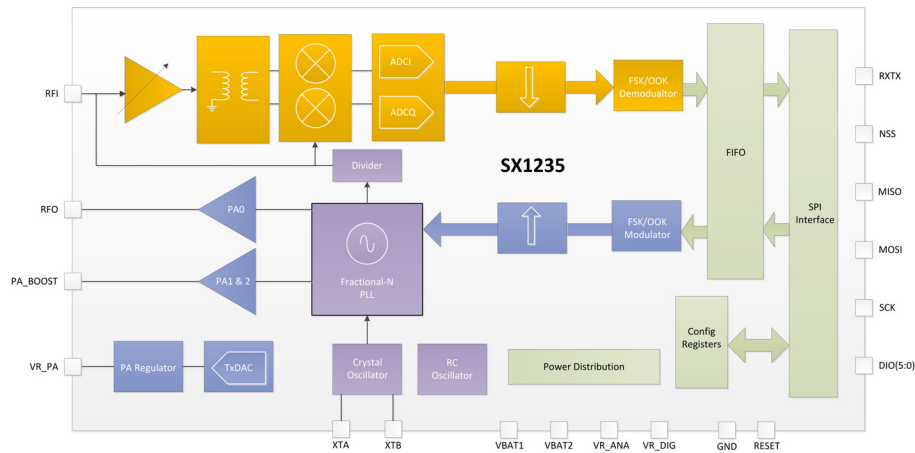 ADCI
RXTX
RFI
FSK/OOK
Demodualtor
ADCQ
NSS
FIFO
Divider
SX1235
MISO
RFO
PA0
SPI
Interface
FSK/OOK
Modulator
MOSI
PA_BOOST
PA1 & 2
Fractional-N
PLL
SCK
Config
Registers
VR_PA
PA Regulator
TxDAC
Crystal
Oscillator
RC
Oscillator
Power Distribution
DIO(5:0)
XTA
XTB
VBAT1
VBAT2
VR_ANA
VR_DIG
GND
RESET